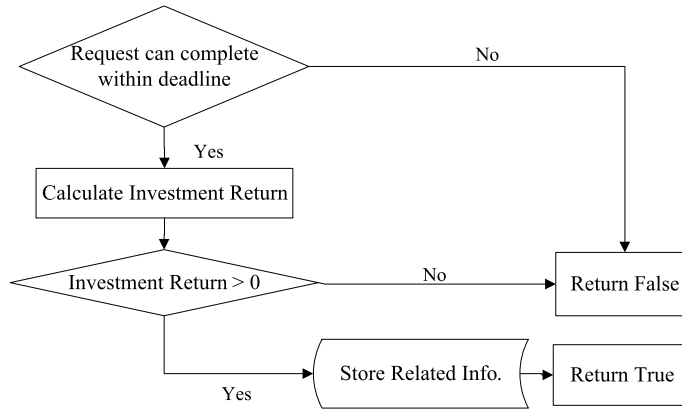 Request can complete
within deadline
No
Yes
Calculate Investment Return
Investment Return > 0
No
Return False
Store Related Info.
Return True
Yes